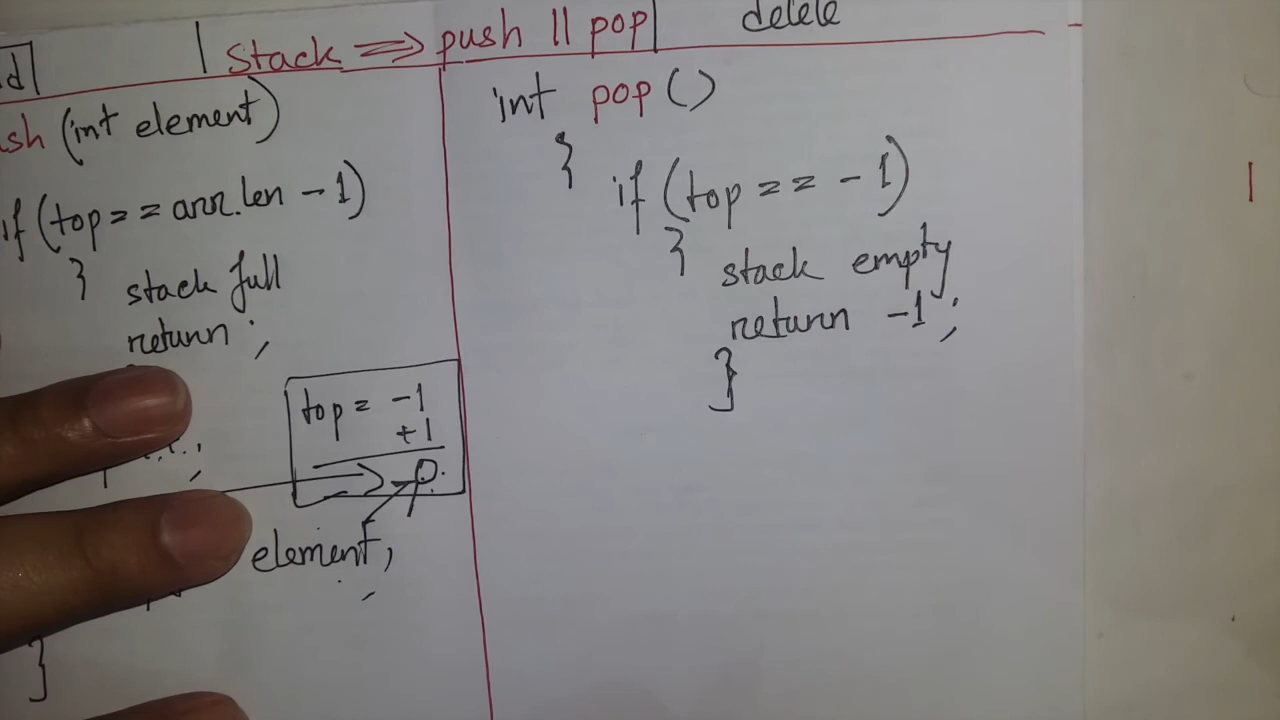 d| | stack ⇒ push || pop| delete
sh (int element)
if (top == arr.len - 1)
} stack full
return ;
top = -1
+1
element,
;
}
int pop ()
}
if (top == -1)
} stack empty
return -1 ;
}